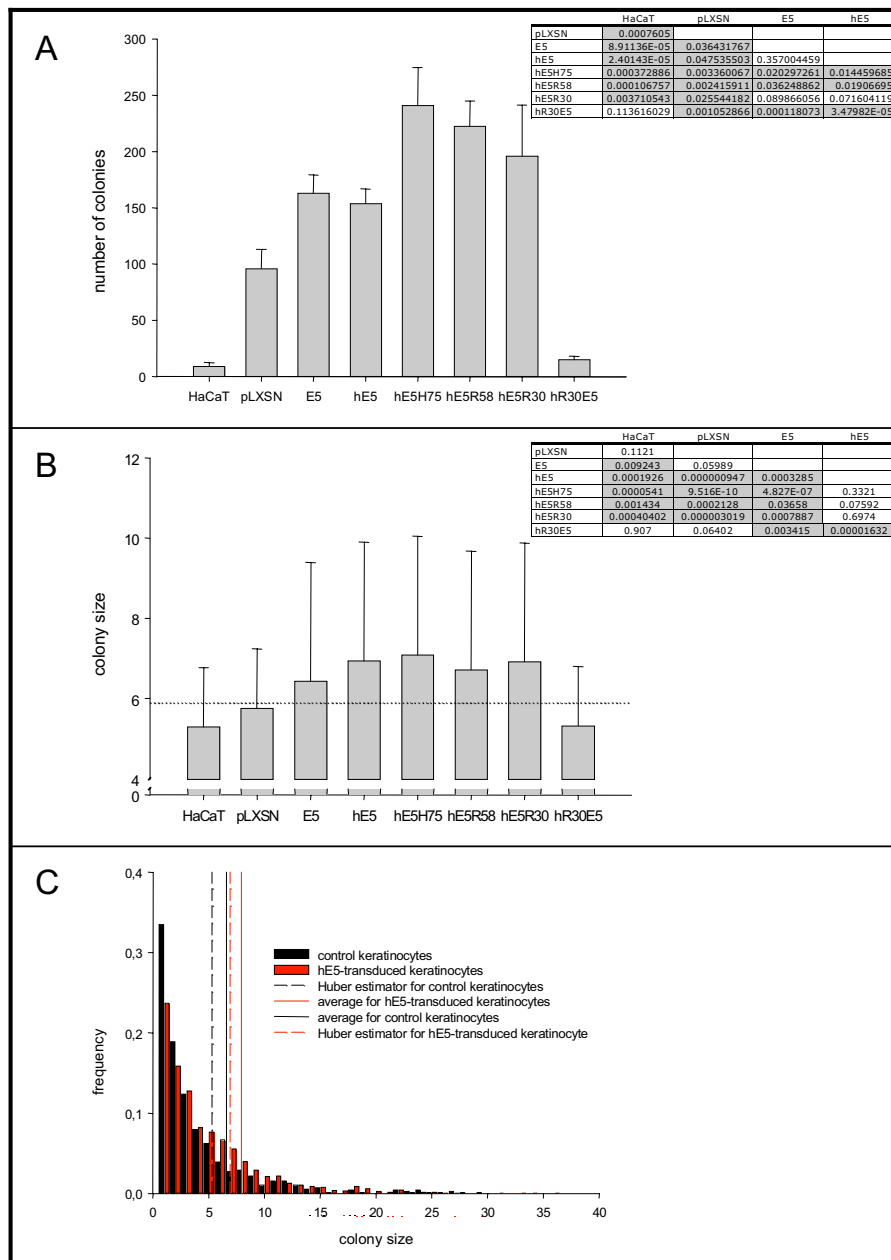 A
HaCaT pLXSN E5 hE5
pLXSN 0.0007605
E5 8.91136E-05 0.036431767
hE5 2.40143E-05 0.047535503 0.357004459
hE5H75 0.000372886 0.003360067 0.020297261 0.014459685
hE5R58 0.000106757 0.002415911 0.036248862 0.01906695
hE5R30 0.003710543 0.025544182 0.089866056 0.071604119
hR30E5 0.113616029 0.001052866 0.000118073 3.47982E-05
number of colonies
300
250
200
150
100
50
0
HaCaT pLXSN E5 hE5 hE5H75 hE5R58 hE5R30 hR30E5
B
HaCaT pLXSN E5 hE5
pLXSN 0.1121
E5 0.009243 0.05989
hE5 0.0001926 0.000000947 0.0003285
hE5H75 0.0000541 9.516E-10 4.827E-07 0.3321
hE5R58 0.001434 0.0002128 0.03658 0.07592
hE5R30 0.00040402 0.000003019 0.0007887 0.6974
hR30E5 0.907 0.06402 0.003415 0.00001632
colony size
12
10
8
6
4
0
HaCaT pLXSN E5 hE5 hE5H75 hE5R58 hE5R30 hR30E5
C
frequency
0,4
0,3
0,2
0,1
0,0
control keratinocytes
hE5-transduced keratinocytes
Huber estimator for control keratinocytes
average for hE5-transduced keratinocytes
average for control keratinocytes
Huber estimator for hE5-transduced keratinocyte
0 5 10 15 20 25 30 35 40
colony size